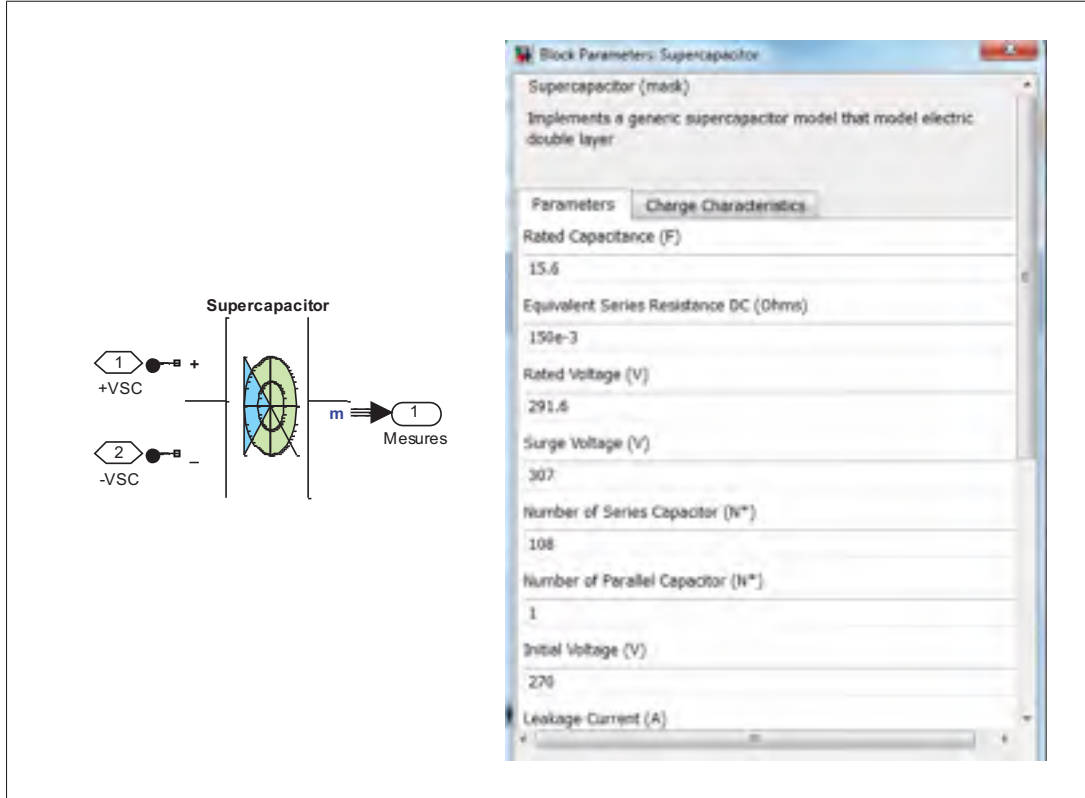 Supercapacitor
1
+
+VSC
m
1
Mesures
2
_
-VSC
Block Parameters: Supercapacitor
Supercapacitor (mask)
Implements a generic supercapacitor model that model electric
double layer
Parameters
Charge Characteristics
Rated Capacitance (F)
15.6
Equivalent Series Resistance DC (Ohms)
150e-3
Rated Voltage (V)
291.6
Surge Voltage (V)
307
Number of Series Capacitor (N*)
108
Number of Parallel Capacitor (N*)
1
Initial Voltage (V)
270
Leakage Current (A)